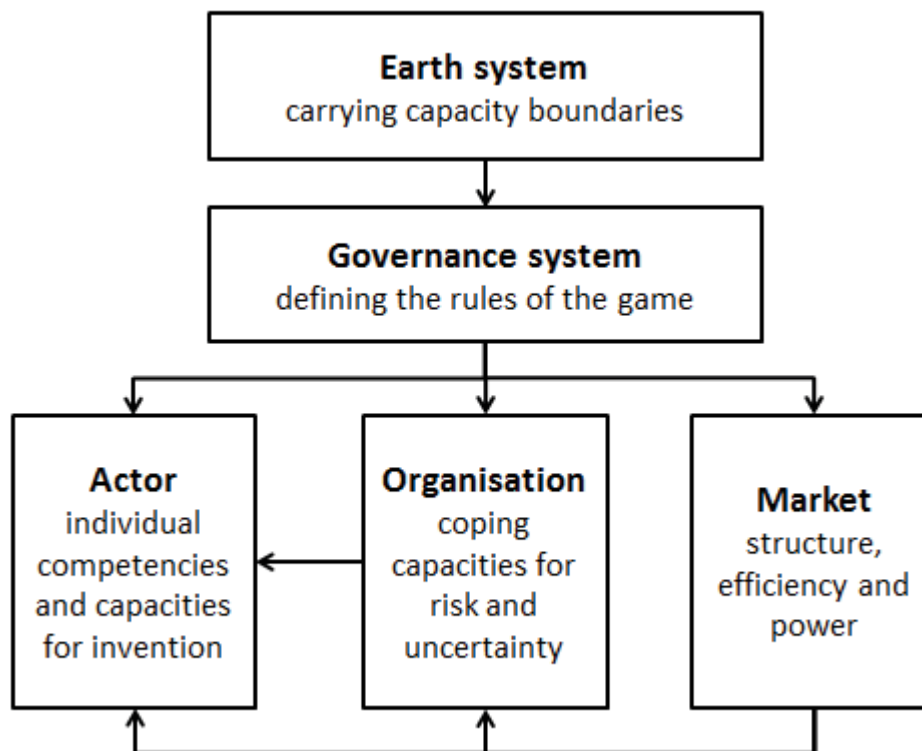 Earth system
carrying capacity boundaries
Governance system
defining the rules of the game
Actor
individual
competencies
and capacities
for invention
Organisation
coping
capacities for
risk and
uncertainty
Market
structure,
efficiency and
power